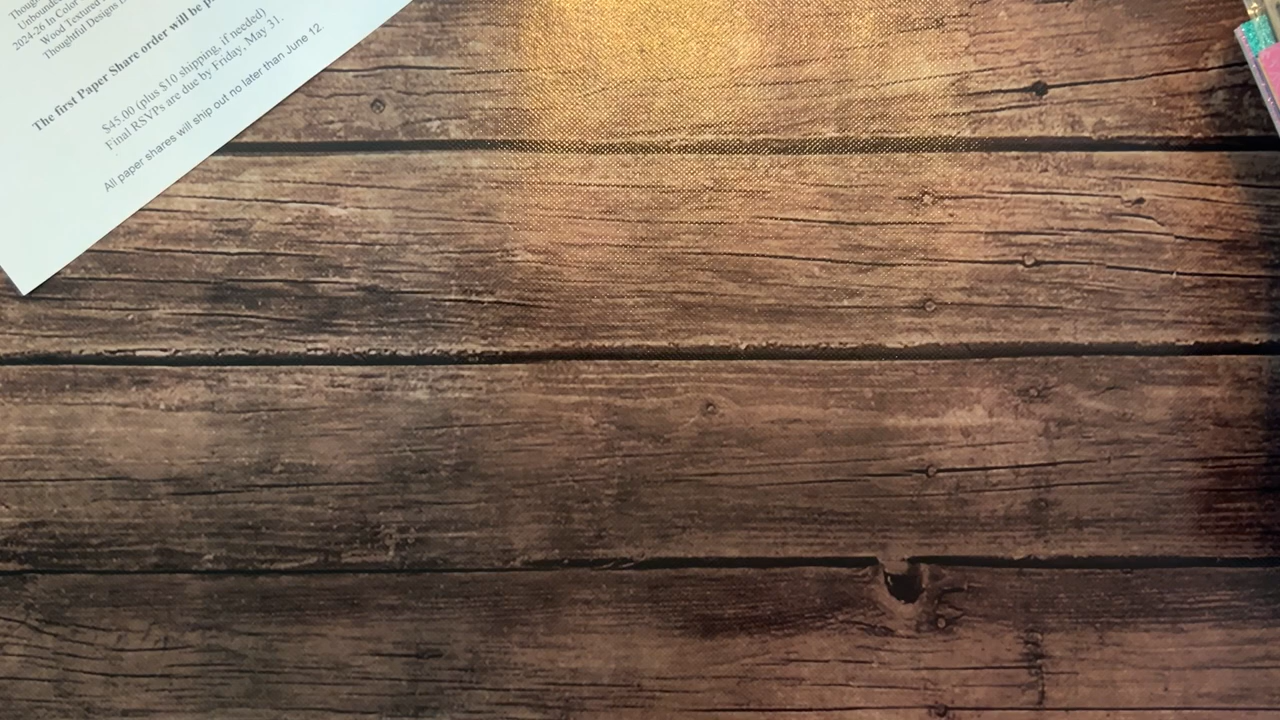 Unbounded
2024-26 In Color
Wood Textured
Thoughtful Designs
The first Paper Share order will be
$45.00 (plus $10 shipping, if needed)
Final RSVPs are due by Friday, May 31.
All paper shares will ship out no later than June 12.